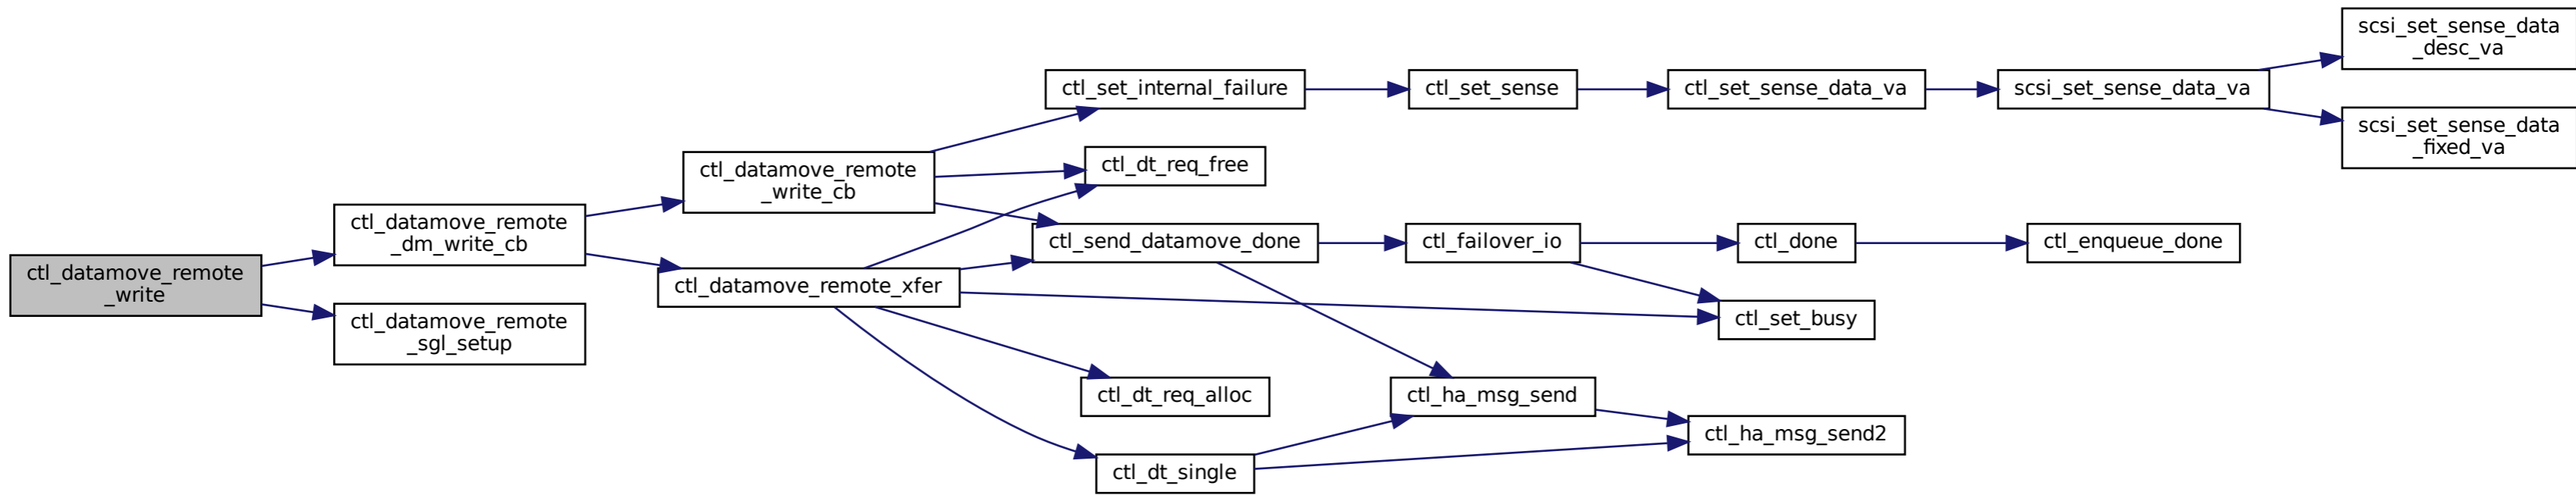 ctl_datamove_remote
_write
ctl_datamove_remote
_dm_write_cb
ctl_datamove_remote
_sgl_setup
ctl_datamove_remote
_write_cb
ctl_datamove_remote_xfer
ctl_set_internal_failure
ctl_dt_req_free
ctl_send_datamove_done
ctl_dt_req_alloc
ctl_dt_single
ctl_set_sense
ctl_failover_io
ctl_ha_msg_send
ctl_set_sense_data_va
ctl_done
ctl_set_busy
ctl_ha_msg_send2
scsi_set_sense_data_va
ctl_enqueue_done
scsi_set_sense_data
_desc_va
scsi_set_sense_data
_fixed_va